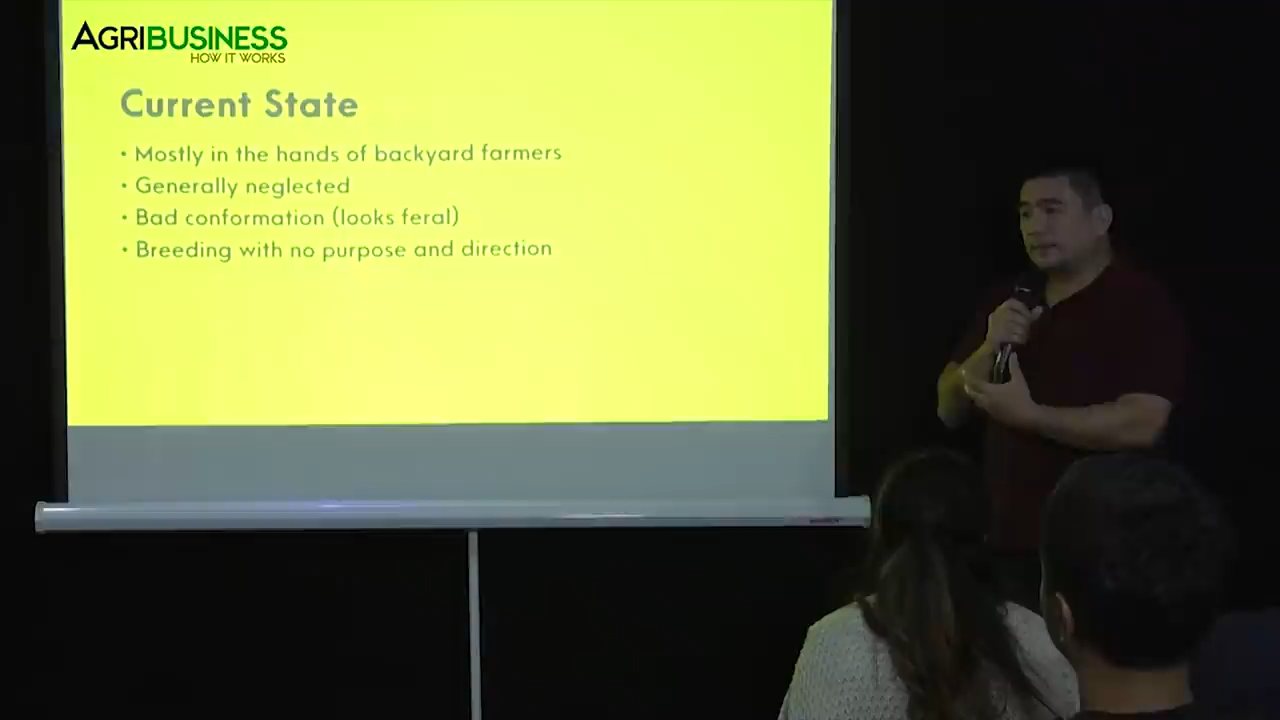 AGRIBUSINESS
HOW IT WORKS
Current State
• Mostly in the hands of backyard farmers
• Generally neglected
• Bad conformation (looks feral)
• Breeding with no purpose and direction